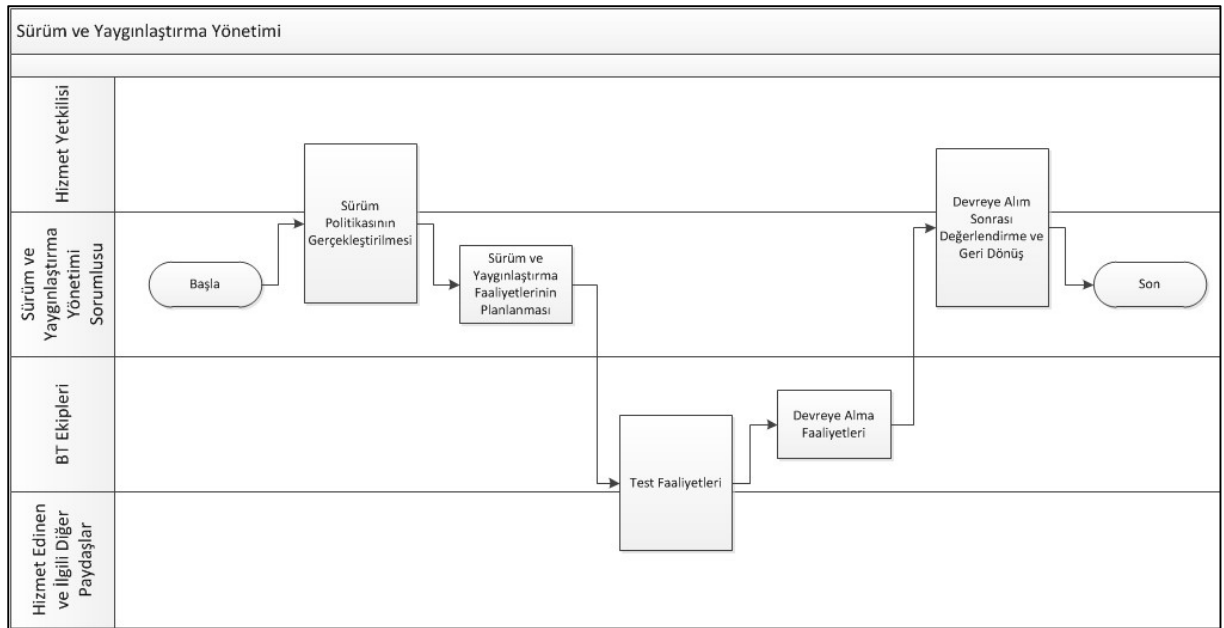 Sürüm ve Yaygınlaştırma Yönetimi
Hizmet Yetkilisi
Sürüm
Politikasının
Gerçekleştirilmesi
Devreye Alım
Sonrası
Değerlendirme ve
Geri Dönüş
Sürüm ve
Yaygınlaştırma
Yönetimi
Sorumlusu
Başla
Sürüm ve
Yaygınlaştırma
Faaliyetlerinin
Planlanması
Son
BT Ekipleri
Devreye Alma
Faaliyetleri
Test Faaliyetleri
Hizmet Edinen
ve İlgili Diğer
Paydaşlar